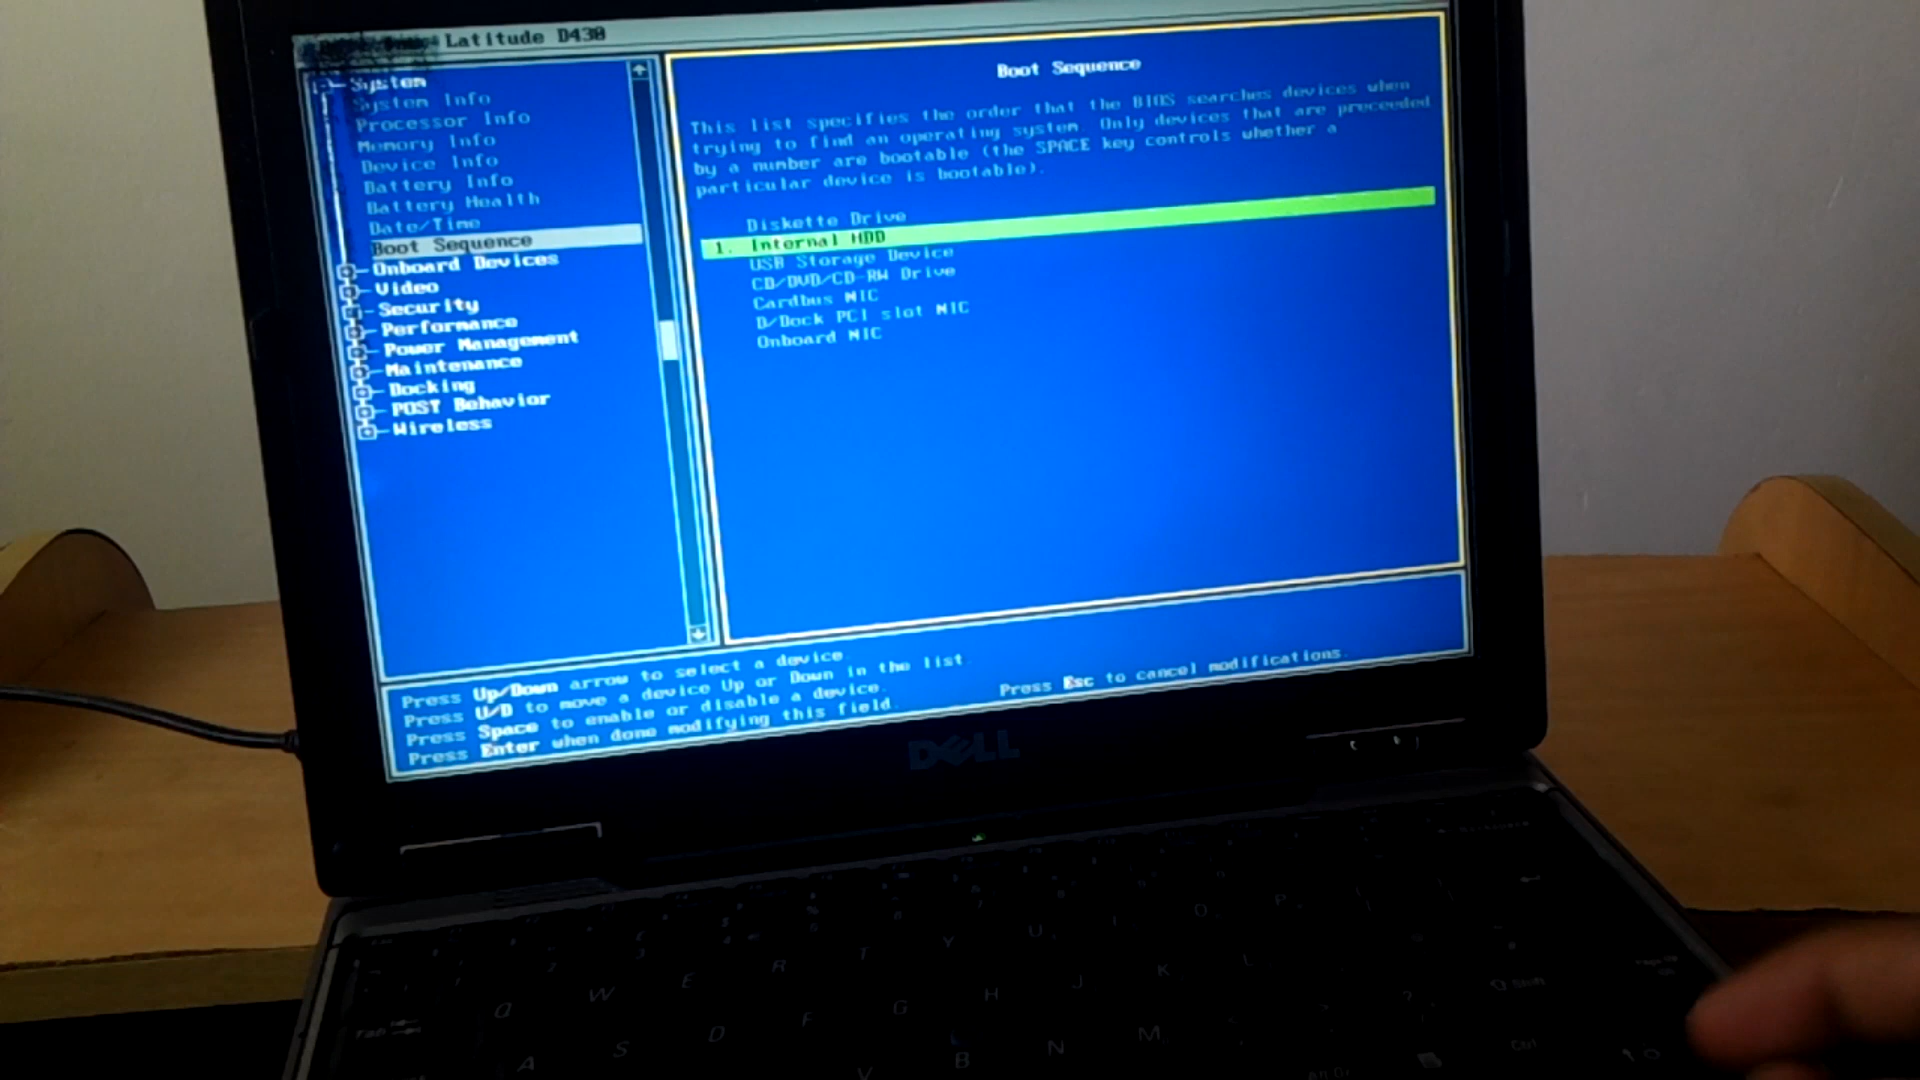 Latitude D430
System
System Info
Processor Info
Memory Info
Device Info
Battery Info
Battery Health
Date/Time
Boot Sequence
Onboard Devices
Video
Security
Performance
Power Management
Maintenance
Docking
POST Behavior
Wireless
Boot Sequence
This list specifies the order that the BIOS searches devices when
trying to find an operating system. Only devices that are preceeded
by a number are bootable (the SPACE key controls whether a
particular device is bootable).
Diskette Drive
1. Internal HDD
USB Storage Device
CD/DVD/CD-RW Drive
Cardbus NIC
D/Dock PCI slot NIC
Onboard NIC
Press Up/Down arrow to select a device.
Press U/D to move a device Up or Down in the list.
Press Space to enable or disable a device.
Press Enter when done modifying this field.
Press Esc to cancel modifications.
DELL
Q W E R T Y U I O P
Tab
A S D F G H J K L
V B N M
Shift
Ctrl
Alt Gr